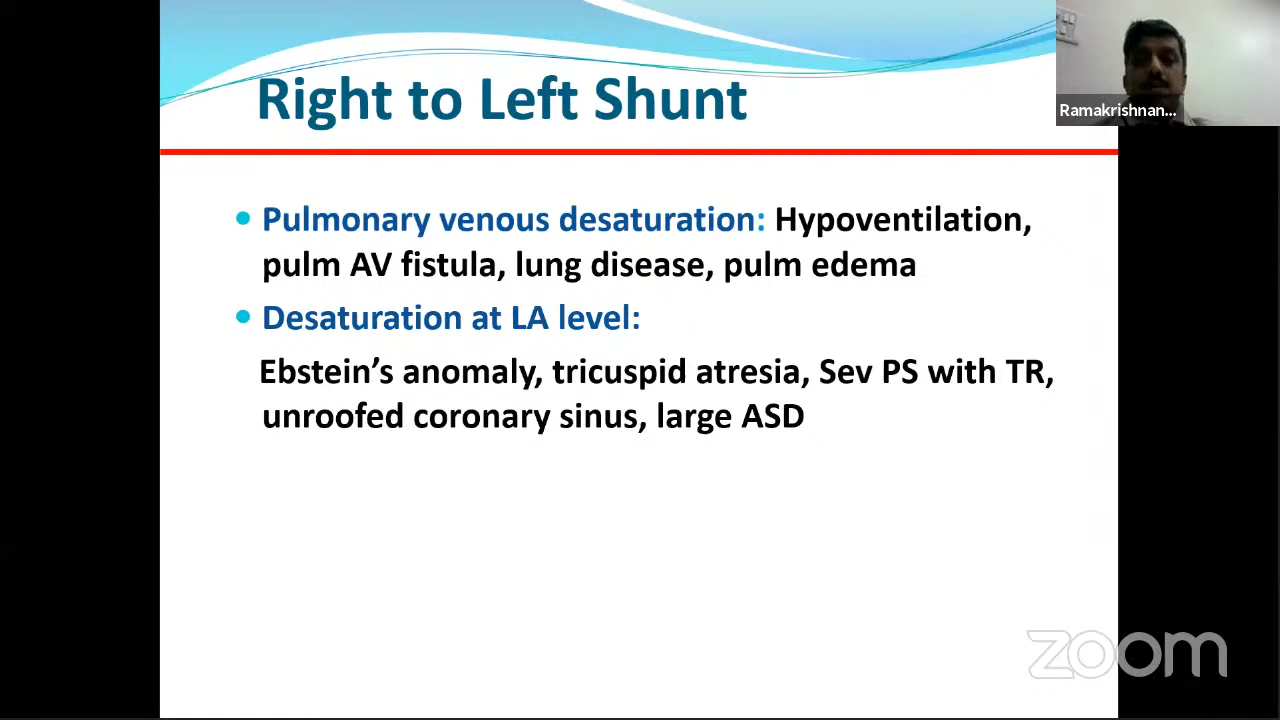 Right to Left Shunt
Ramakrishnan...
• Pulmonary venous desaturation: Hypoventilation,
pulm AV fistula, lung disease, pulm edema
• Desaturation at LA level:
Ebstein’s anomaly, tricuspid atresia, Sev PS with TR,
unroofed coronary sinus, large ASD
zoom